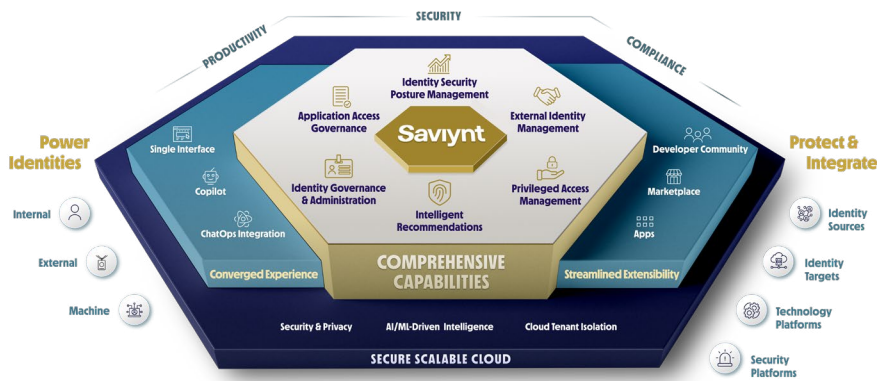 SECURITY
PRODUCTIVITY
COMPLIANCE
Identity Security
Posture Management
Application Access
Governance
External Identity
Management
Saviynt
Identity Governance
& Administration
Privileged Access
Management
Intelligent
Recommendations
Power
Identities
Internal
External
Machine
Single Interface
Copilot
ChatOps Integration
Converged Experience
COMPREHENSIVE
CAPABILITIES
Developer Community
Marketplace
Apps
Streamlined Extensibility
Protect &
Integrate
Identity
Sources
Identity
Targets
Technology
Platforms
Security
Platforms
Security & Privacy
AI/ML-Driven Intelligence
Cloud Tenant Isolation
SECURE SCALABLE CLOUD